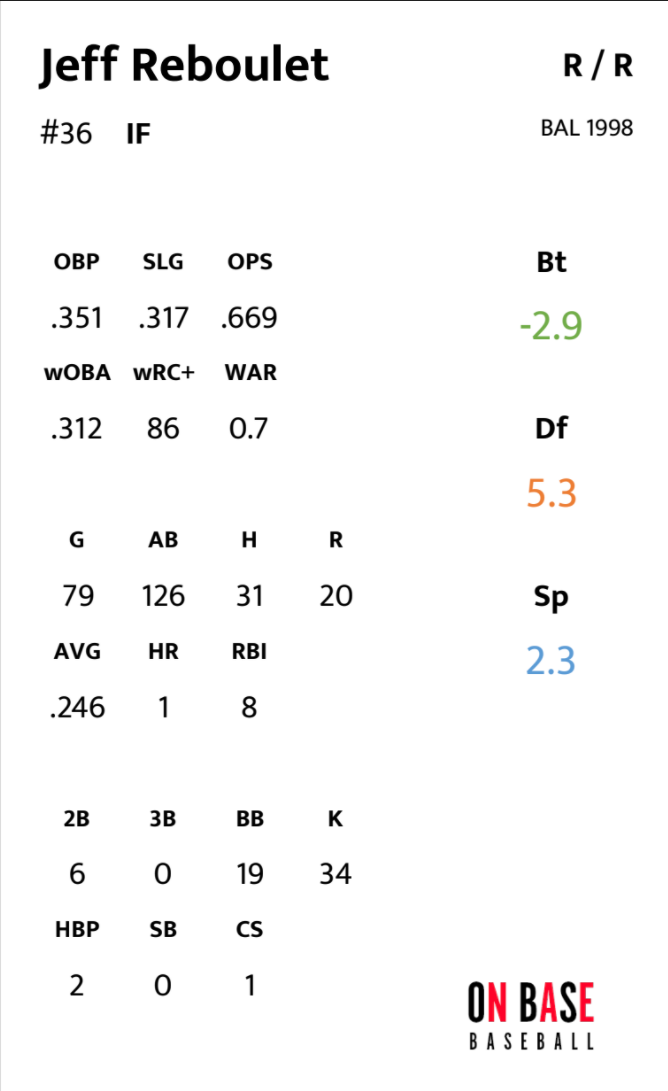 Jeff Reboulet
R / R
#36 IF
BAL 1998
OBP SLG OPS
.351 .317 .669
wOBA wRC+ WAR
.312 86 0.7
G AB H R
79 126 31 20
AVG HR RBI
.246 1 8
2B 3B BB K
6 0 19 34
HBP SB CS
2 0 1
Bt
-2.9
Df
5.3
Sp
2.3
ON BASE
BASEBALL